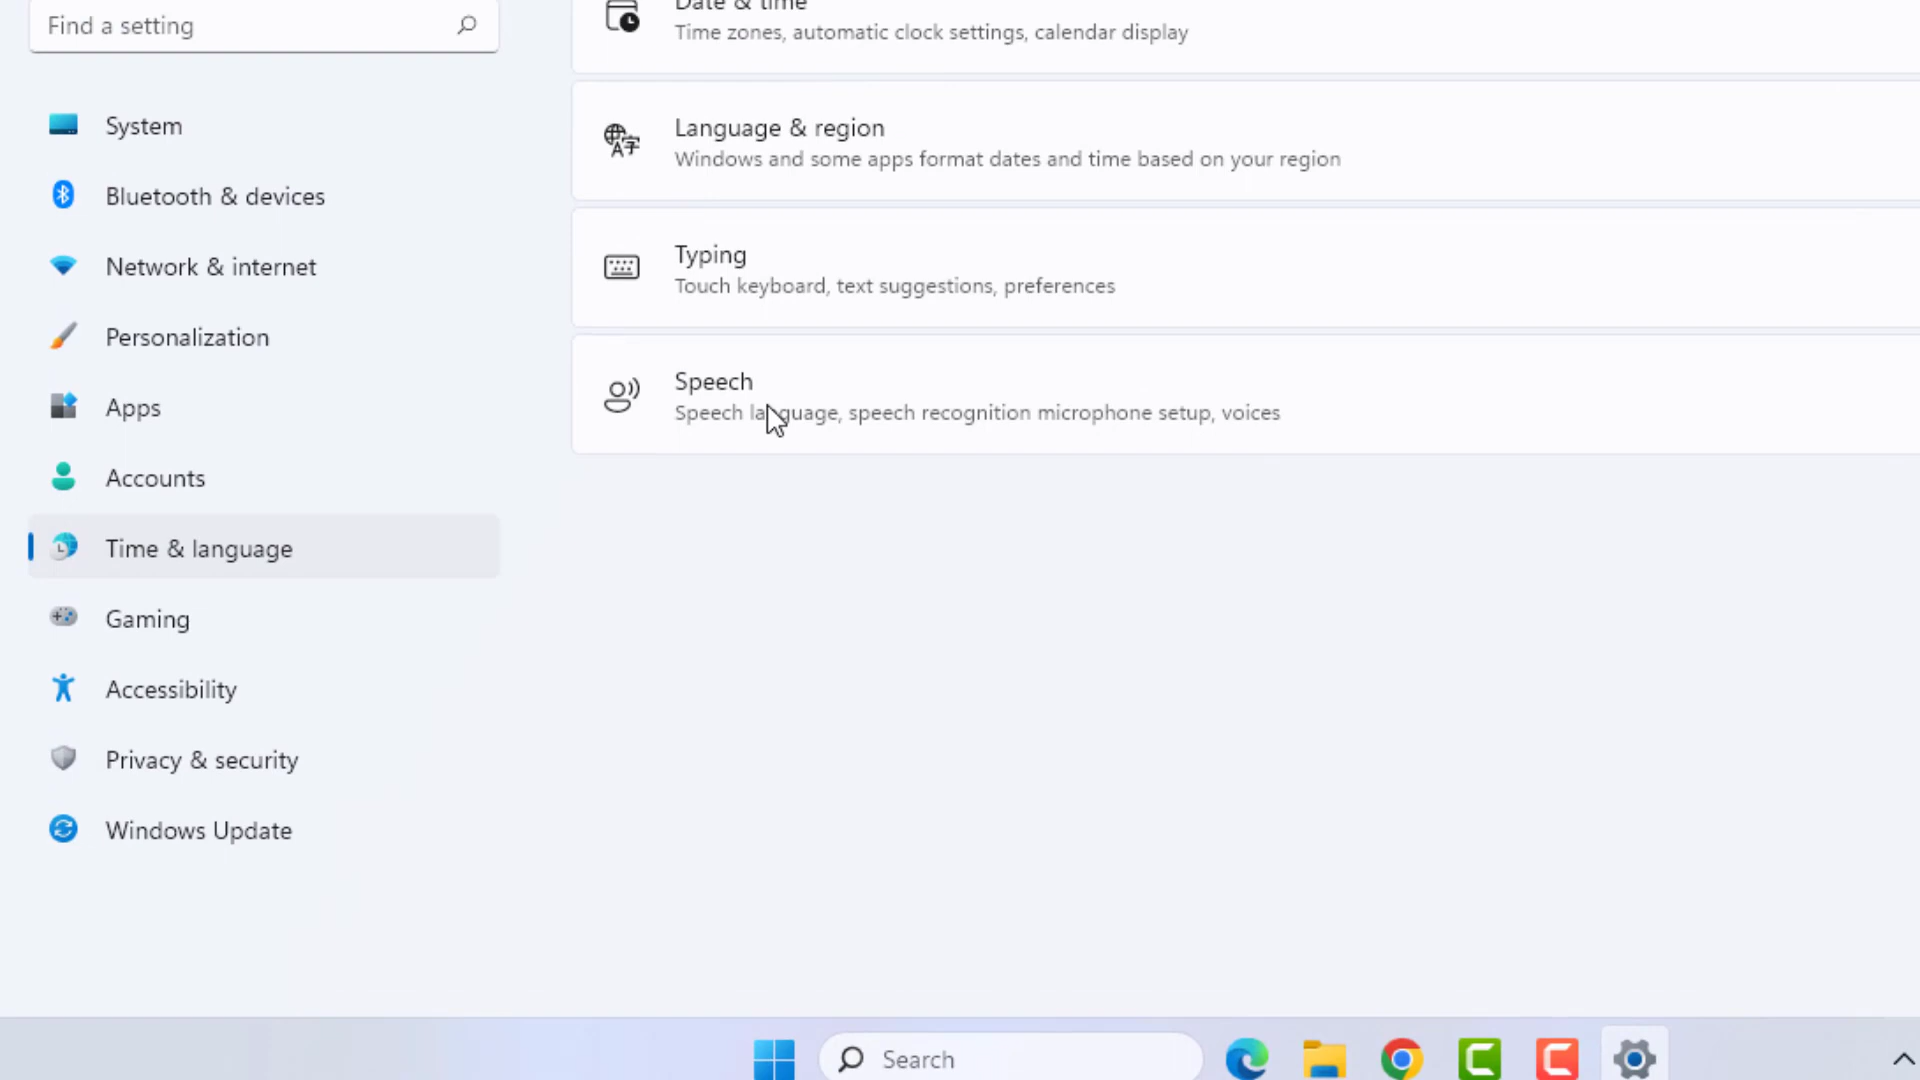 Find a setting
System
Bluetooth & devices
Network & internet
Personalization
Apps
Accounts
Time & language
Gaming
Accessibility
Privacy & security
Windows Update
Date & time
Time zones, automatic clock settings, calendar display
Language & region
Windows and some apps format dates and time based on your region
Typing
Touch keyboard, text suggestions, preferences
Speech
Speech language, speech recognition microphone setup, voices
Search